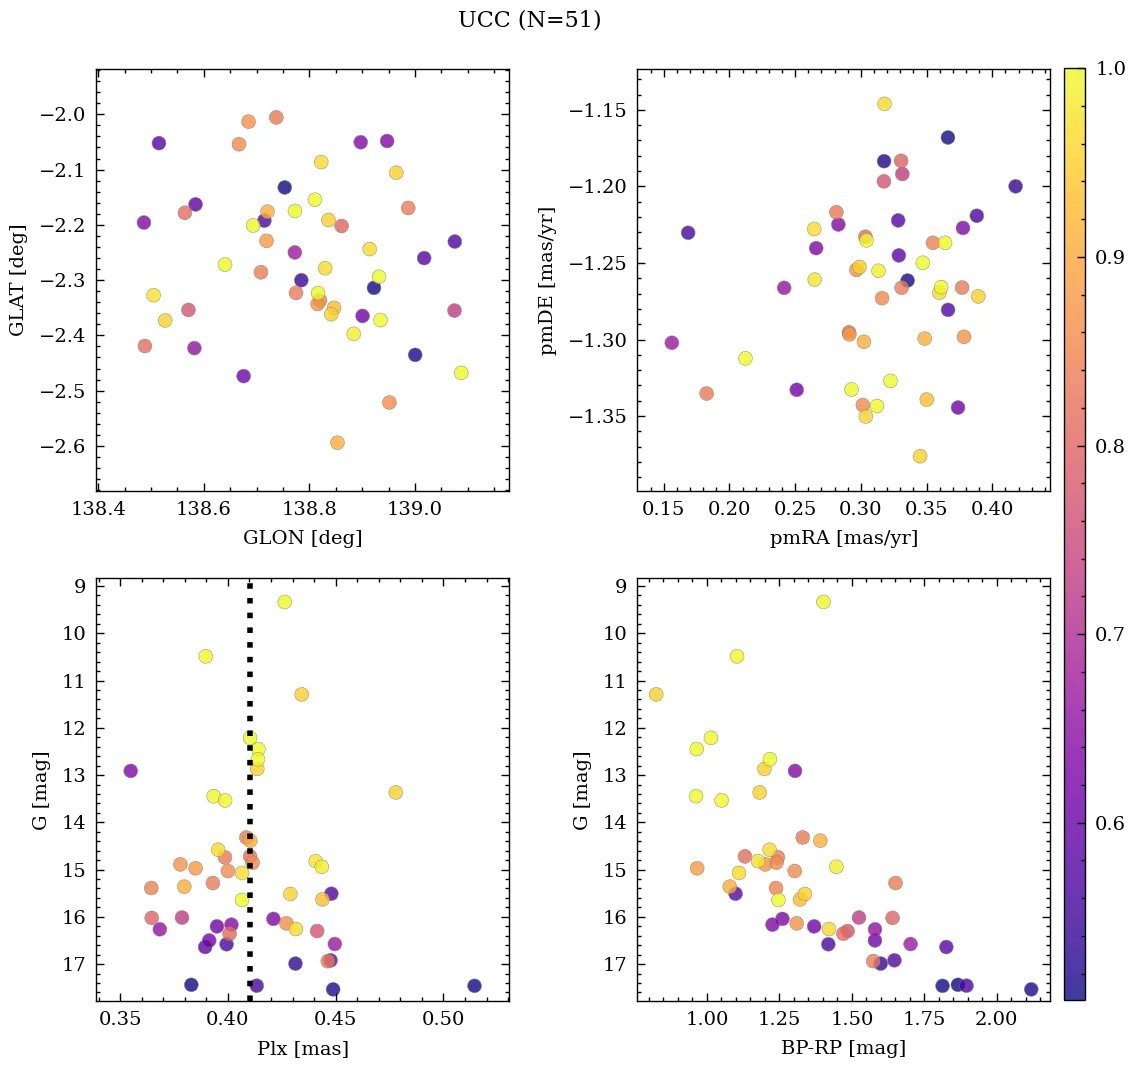 UCC (N=51)
−2.0
−2.1
−2.2
−2.3
−2.4
−2.5
−2.6
GLAT [deg]
138.4 138.6 138.8 139.0
GLON [deg]
−1.15
−1.20
−1.25
−1.30
−1.35
pmDE [mas/yr]
0.15 0.20 0.25 0.30 0.35 0.40
pmRA [mas/yr]
9
10
11
12
13
14
15
16
17
G [mag]
0.35 0.40 0.45 0.50
Plx [mas]
9
10
11
12
13
14
15
16
17
G [mag]
1.00 1.25 1.50 1.75 2.00
BP-RP [mag]
1.0
0.9
0.8
0.7
0.6